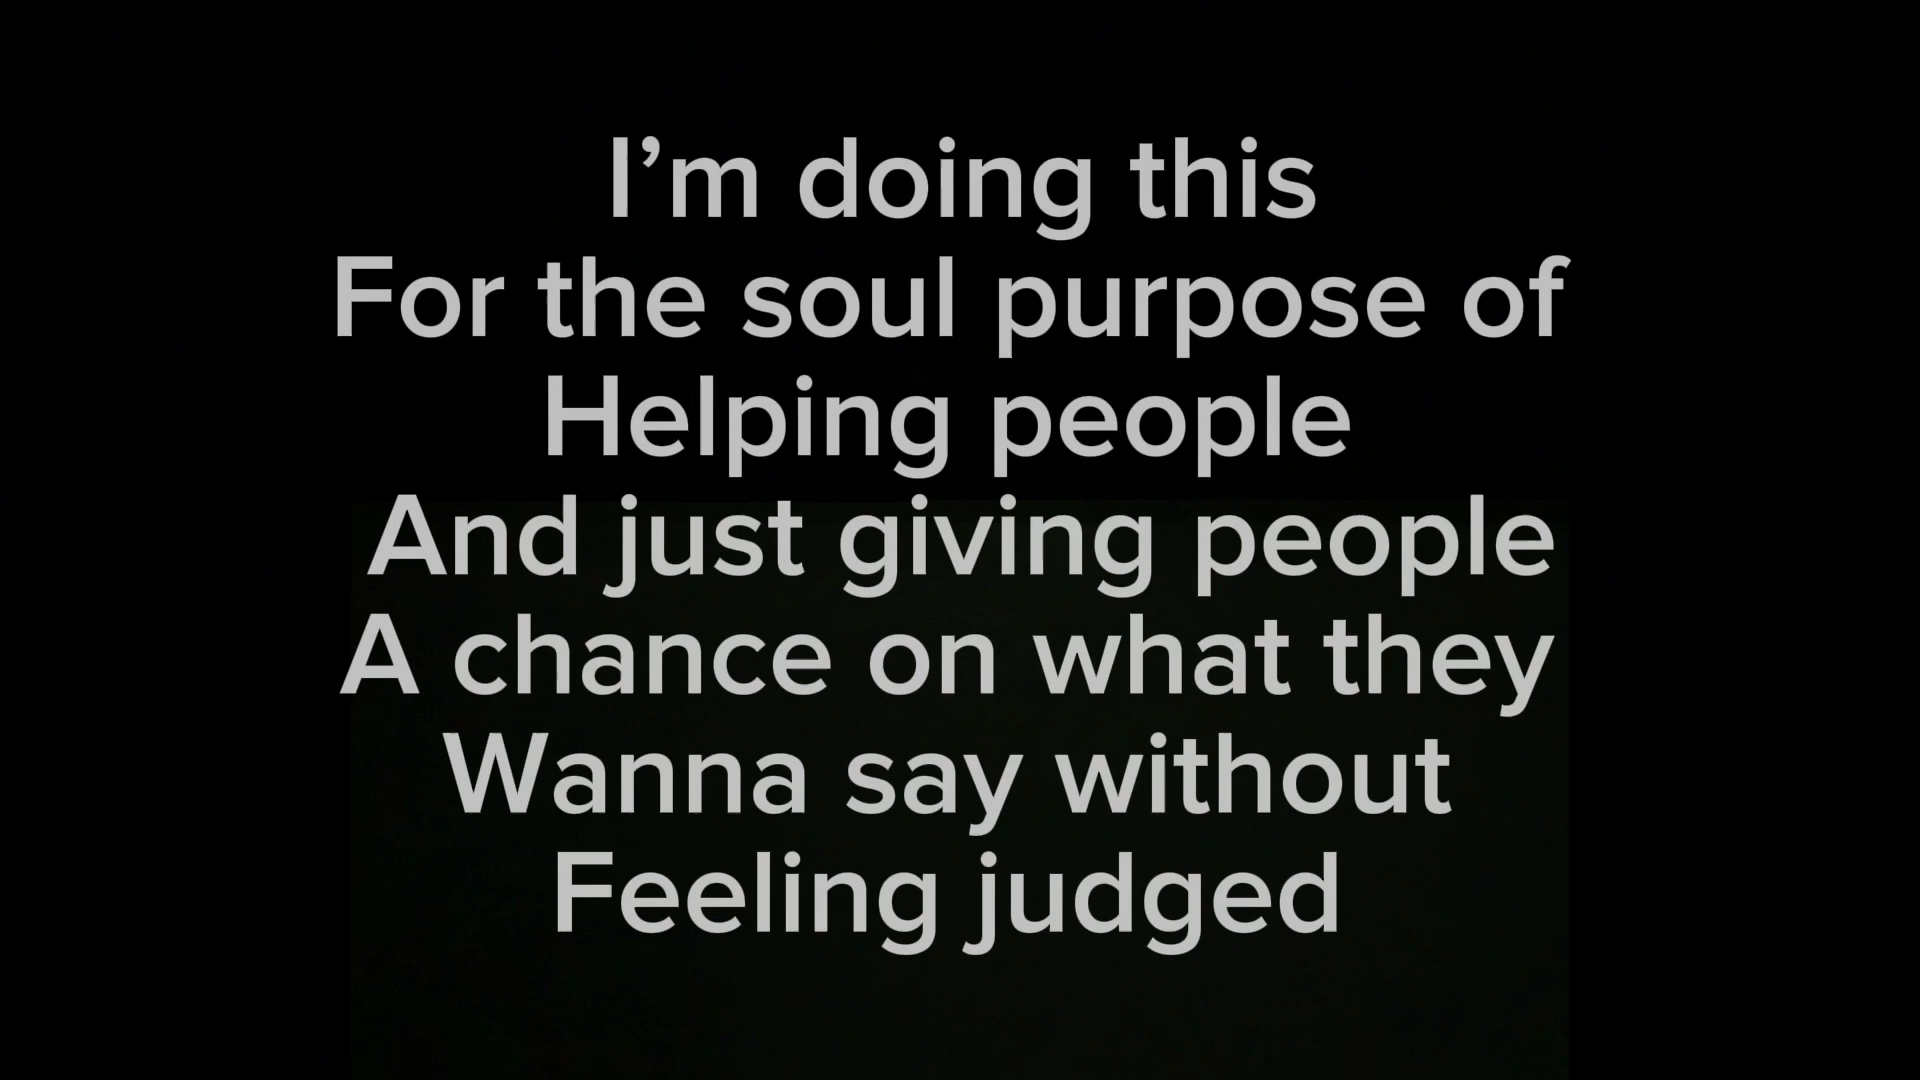 I’m doing this
For the soul purpose of
Helping people
And just giving people
A chance on what they
Wanna say without
Feeling judged